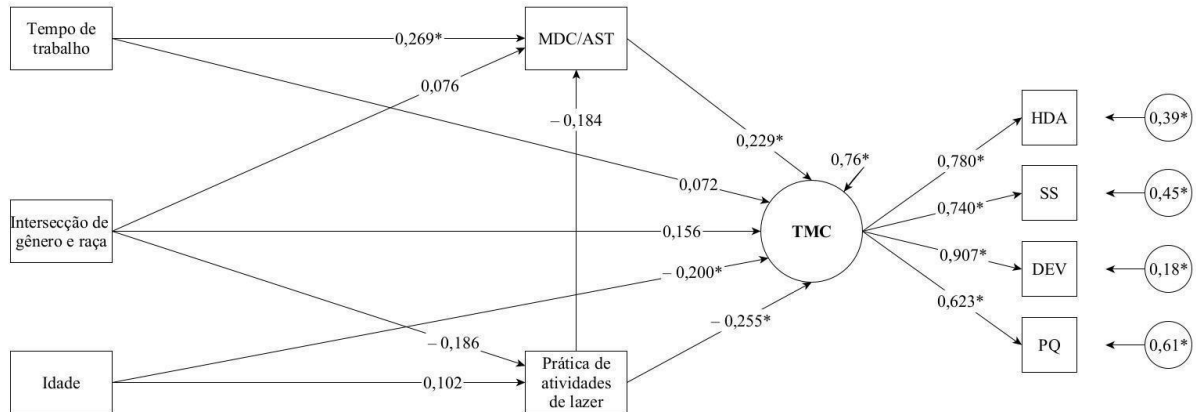 Tempo de
trabalho
0,269*
MDC/AST
0,076
– 0,184
0,229*
0,76*
HDA
0,39*
0,780*
0,072
SS
0,45*
0,740*
Intersecção de
gênero e raça
0,156
TMC
0,907*
DEV
0,18*
– 0,200*
0,623*
– 0,255*
PQ
0,61*
– 0,186
Idade
0,102
Prática de
atividades
de lazer